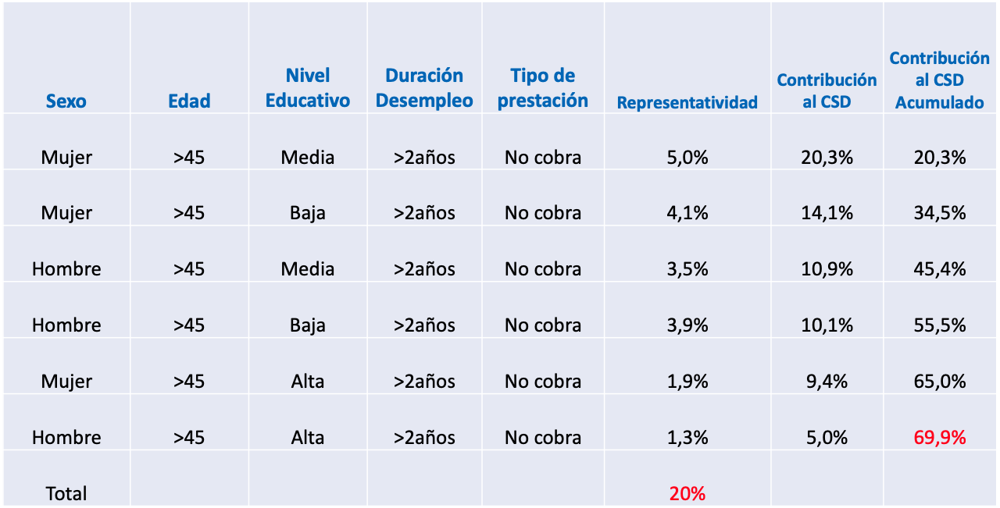 Sexo Edad Nivel Educativo Duración Desempleo Tipo de prestación Representatividad Contribución al CSD Contribución al CSD Acumulado
Mujer >45 Media >2años No cobra 5,0% 20,3% 20,3%
Mujer >45 Baja >2años No cobra 4,1% 14,1% 34,5%
Hombre >45 Media >2años No cobra 3,5% 10,9% 45,4%
Hombre >45 Baja >2años No cobra 3,9% 10,1% 55,5%
Mujer >45 Alta >2años No cobra 1,9% 9,4% 65,0%
Hombre >45 Alta >2años No cobra 1,3% 5,0% 69,9%
Total 20%